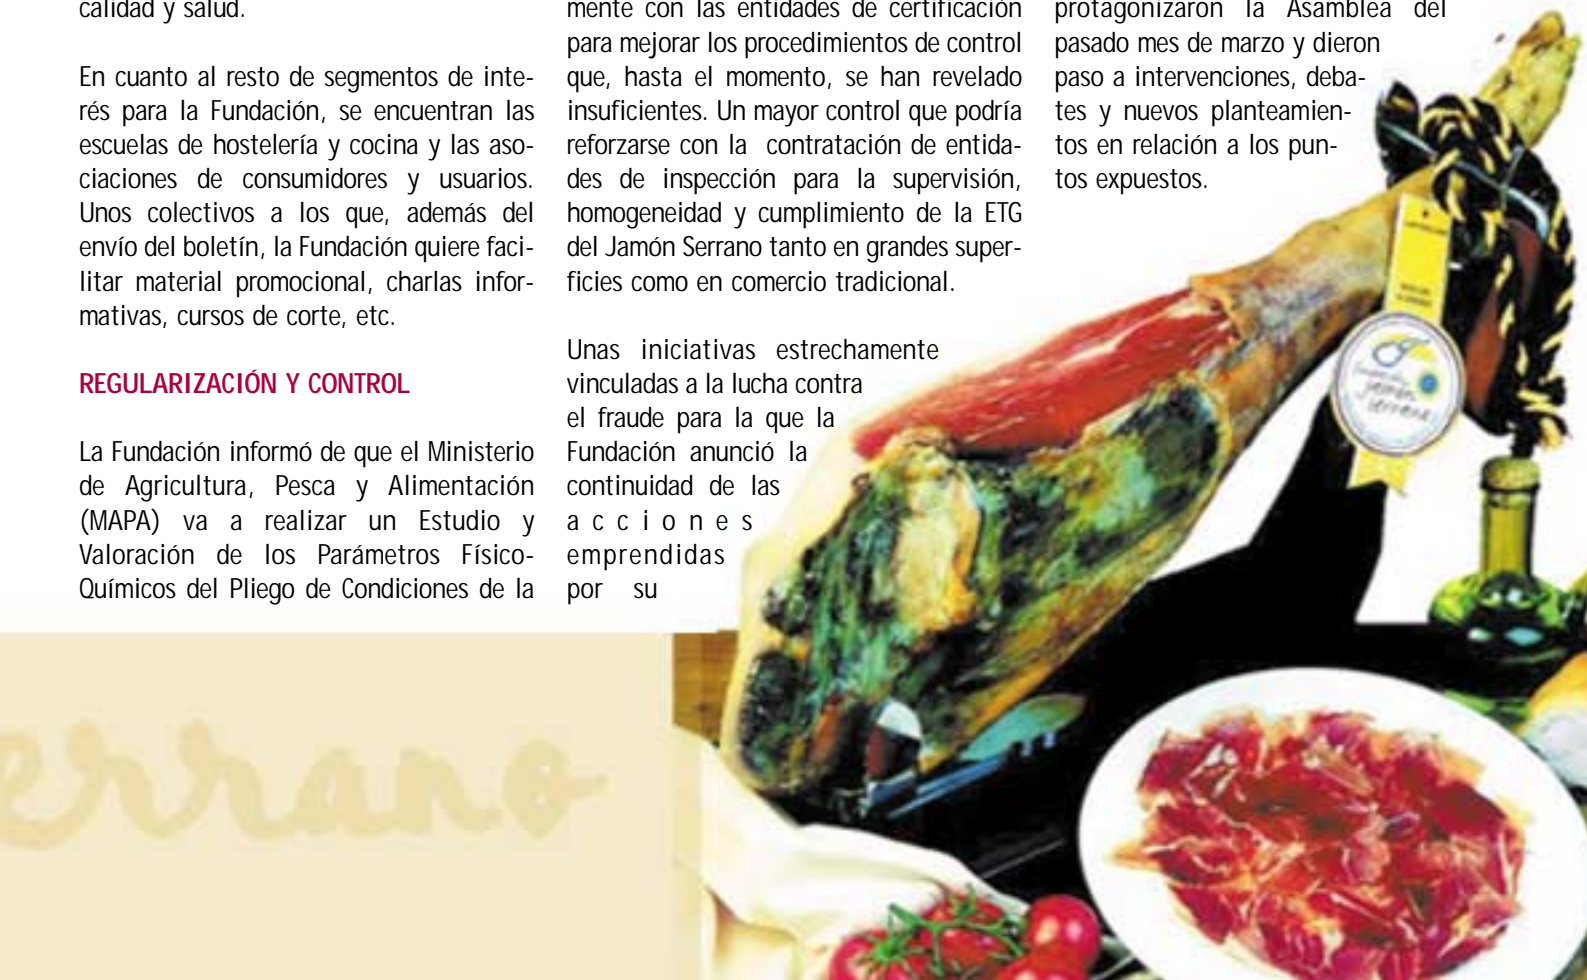 calidad y salud.
En cuanto al resto de segmentos de inte-
rés para la Fundación, se encuentran las
escuelas de hostelería y cocina y las aso-
ciaciones de consumidores y usuarios.
Unos colectivos a los que, además del
envío del boletín, la Fundación quiere faci-
litar material promocional, charlas infor-
mativas, cursos de corte, etc.
REGULARIZACIÓN Y CONTROL
La Fundación informó de que el Ministerio
de Agricultura, Pesca y Alimentación
(MAPA) va a realizar un Estudio y
Valoración de los Parámetros Físico-
Químicos del Pliego de Condiciones de la
mente con las entidades de certificación
para mejorar los procedimientos de control
que, hasta el momento, se han revelado
insuficientes. Un mayor control que podría
reforzarse con la contratación de entida-
des de inspección para la supervisión,
homogeneidad y cumplimiento de la ETG
del Jamón Serrano tanto en grandes super-
ficies como en comercio tradicional.
Unas iniciativas estrechamente
vinculadas a la lucha contra
el fraude para la que la
Fundación anunció la
continuidad de las
acciones
emprendidas
por su
protagonizaron la Asamblea del
pasado mes de marzo y dieron
paso a intervenciones, deba-
tes y nuevos planteamien-
tos en relación a los pun-
tos expuestos.
jamón
serrano
errano